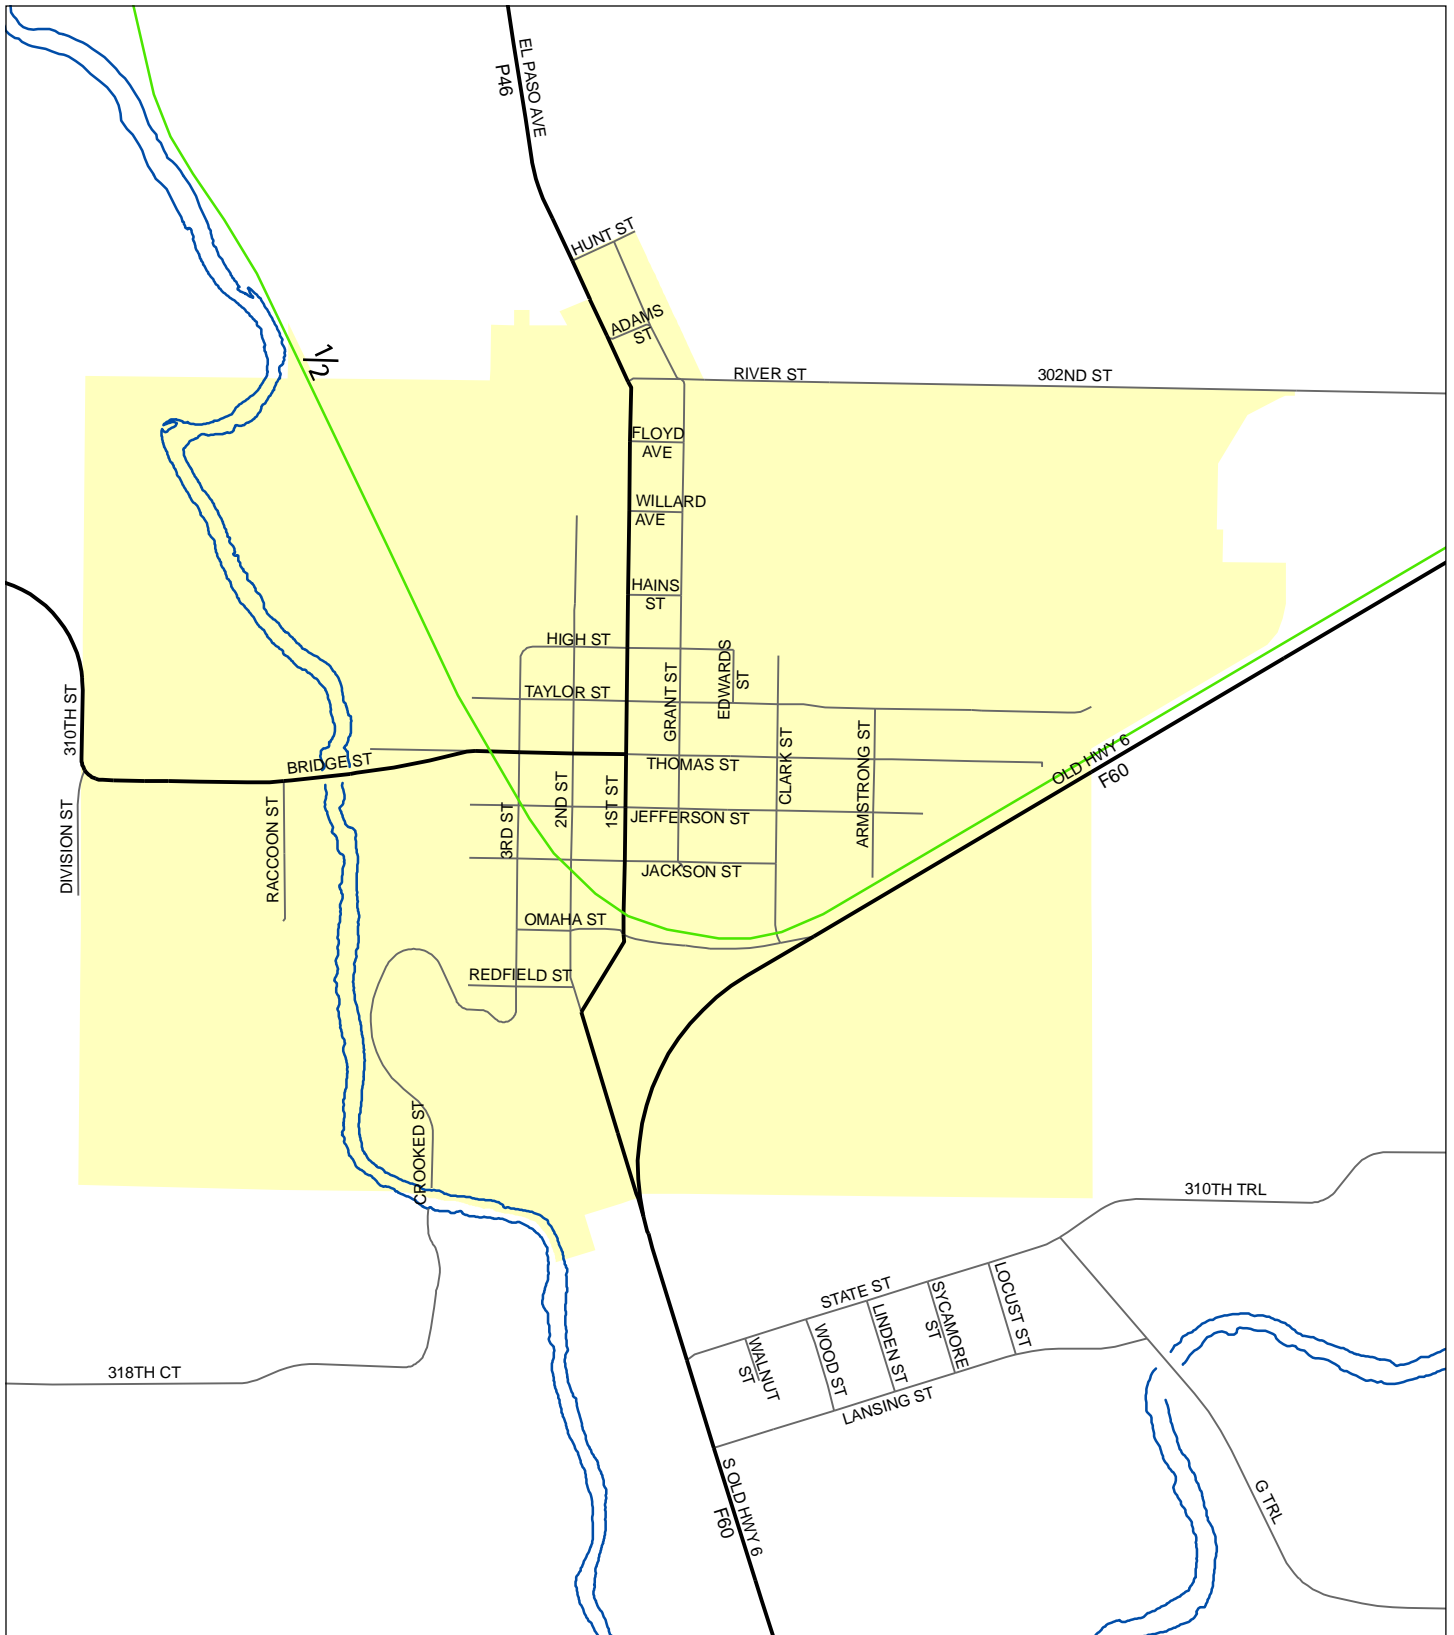 EL PASO AVE
P46
HUNT ST
ADAMS
ST
1/2
RIVER ST
302ND ST
FLOYD
AVE
WILLARD
AVE
HAINS
ST
HIGH ST
EDWARDS
ST
GRANT ST
TAYLOR ST
310TH ST
BRIDGE ST
THOMAS ST
CLARK ST
ARMSTRONG ST
OLD HWY 6
F60
DIVISION ST
RACCOON ST
3RD ST
2ND ST
1ST ST
JEFFERSON ST
JACKSON ST
OMAHA ST
REDFIELD ST
CROOKED ST
310TH TRL
STATE ST
WALNUT
ST
WOOD ST
LINDEN ST
SYCAMORE
ST
LOCUST ST
LANSING ST
318TH CT
S OLD HWY 6
F60
G TRL